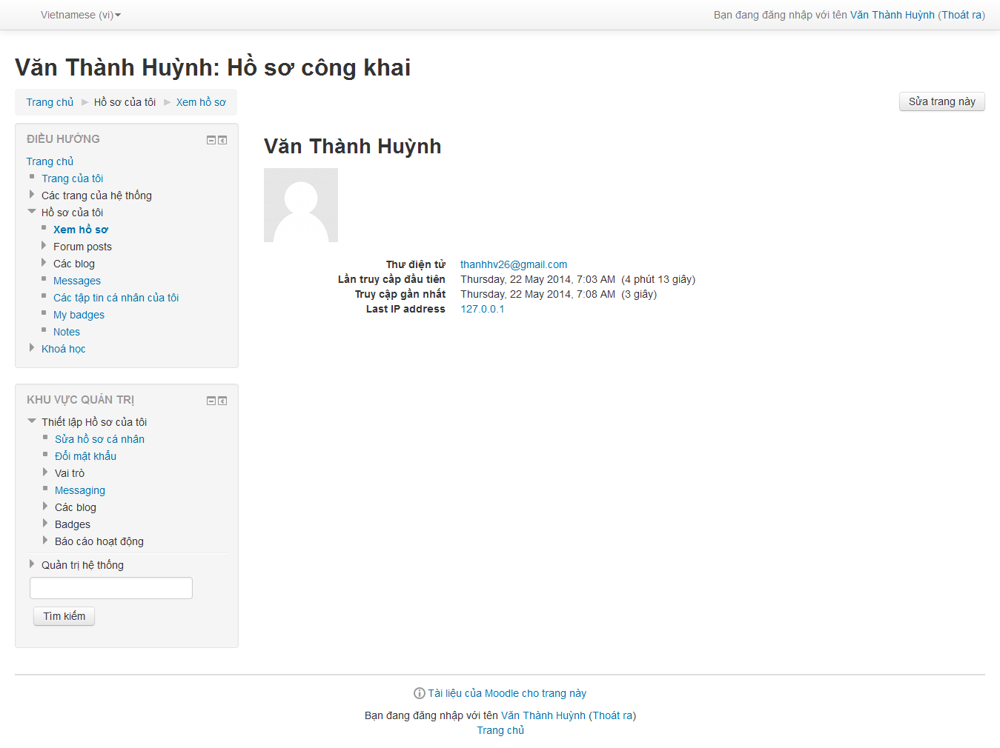 Vietnamese (vi)
Bạn đang đăng nhập với tên Văn Thành Huỳnh (Thoát ra)
Văn Thành Huỳnh: Hồ sơ công khai
Trang chủ ► Hồ sơ của tôi ► Xem hồ sơ
Sửa trang này
ĐIỀU HƯỚNG
Trang chủ
Trang của tôi
Các trang của hệ thống
Hồ sơ của tôi
Xem hồ sơ
Forum posts
Các blog
Messages
Các tập tin cá nhân của tôi
My badges
Notes
Khoá học
KHU VỰC QUẢN TRỊ
Thiết lập Hồ sơ của tôi
Sửa hồ sơ cá nhân
Đổi mật khẩu
Vai trò
Messaging
Các blog
Badges
Báo cáo hoạt động
Quản trị hệ thống
Tìm kiếm
Văn Thành Huỳnh
Thư điện tử thanhhv26@gmail.com
Lần truy cập đầu tiên Thursday, 22 May 2014, 7:03 AM (4 phút 13 giây)
Truy cập gần nhất Thursday, 22 May 2014, 7:08 AM (3 giây)
Last IP address 127.0.0.1
Tài liệu của Moodle cho trang này
Bạn đang đăng nhập với tên Văn Thành Huỳnh (Thoát ra)
Trang chủ